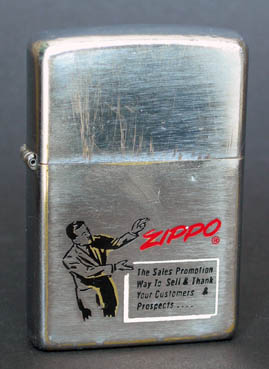 ZIPPO®
The Sales Promotion
Way To Sell & Thank
Your Customers &
Prospects ....